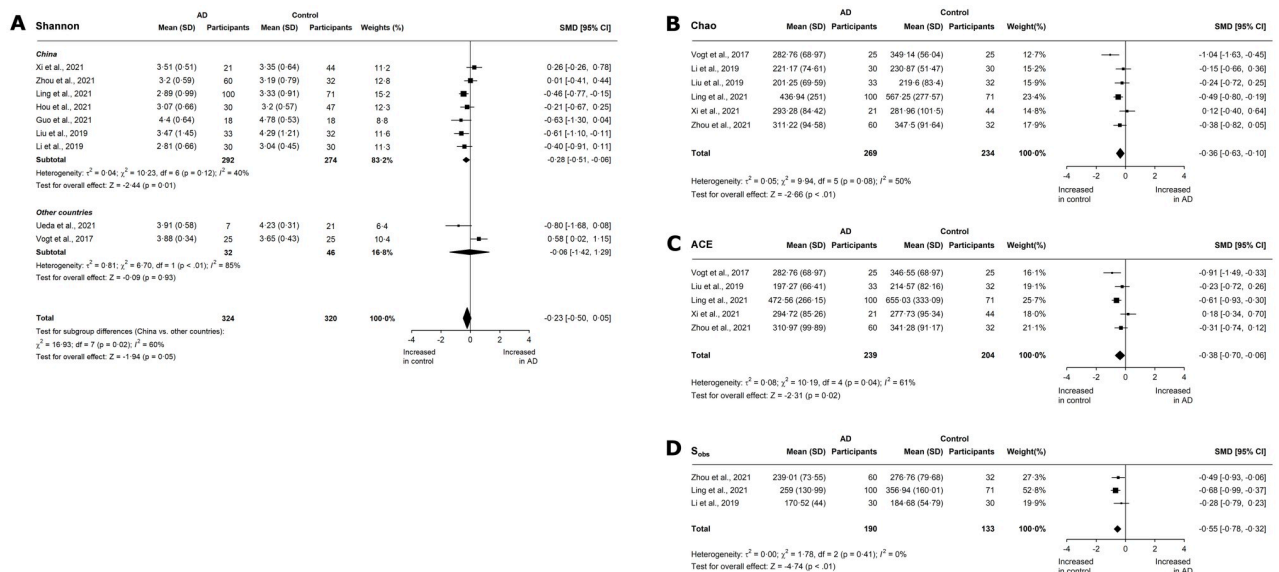 A Shannon
AD Control
Mean (SD) Participants Mean (SD) Participants Weights (%) SMD [95% CI]
China
Xi et al., 2021 3·51 (0·51) 21 3·35 (0·64) 44 11·2 0·26 [-0·26, 0·78]
Zhou et al., 2021 3·2 (0·59) 60 3·19 (0·79) 32 12·8 0·01 [-0·41, 0·44]
Ling et al., 2021 2·89 (0·99) 100 3·33 (0·91) 71 15·2 -0·46 [-0·77, -0·15]
Hou et al., 2021 3·07 (0·66) 30 3·2 (0·57) 47 12·3 -0·21 [-0·67, 0·25]
Guo et al., 2021 4·4 (0·64) 18 4·78 (0·53) 18 8·8 -0·63 [-1·30, 0·04]
Liu et al., 2019 3·47 (1·45) 33 4·29 (1·21) 32 11·6 -0·61 [-1·10, -0·11]
Li et al., 2019 2·81 (0·66) 30 3·04 (0·45) 30 11·3 -0·40 [-0·91, 0·11]
Subtotal 292 274 83·2% -0·28 [-0·51, -0·06]
Heterogeneity: τ² = 0·04; χ² = 10·23, df = 6 (p = 0·12); I² = 40%
Test for overall effect: Z = -2·44 (p = 0·01)
Other countries
Ueda et al., 2021 3·91 (0·58) 7 4·23 (0·31) 21 6·4 -0·80 [-1·68, 0·08]
Vogt et al., 2017 3·88 (0·34) 25 3·65 (0·43) 25 10·4 0·58 [ 0·02, 1·15]
Subtotal 32 46 16·8% -0·06 [-1·42, 1·29]
Heterogeneity: τ² = 0·81; χ² = 6·70, df = 1 (p < ·01); I² = 85%
Test for overall effect: Z = -0·09 (p = 0·93)
Total 324 320 100·0% -0·23 [-0·50, 0·05]
Test for subgroup differences (China vs. other countries):
χ² = 16·93; df = 7 (p = 0·02); I² = 60%
Test for overall effect: Z = -1·94 (p = 0·05)
-4 -2 0 2 4
Increased Increased
in control in AD
B Chao
AD Control
Mean (SD) Participants Mean (SD) Participants Weight(%) SMD [95% CI]
Vogt et al. 2017 282·76 (68·97) 25 349·14 (56·04) 25 12·7% -1·04 [-1·63, -0·45]
Li et al. 2019 221·17 (74·61) 30 230·87 (51·47) 30 15·4% -0·15 [-0·66, 0·36]
Liu et al. 2019 201·25 (69·59) 33 219·6 (83·4) 32 15·9% -0·24 [-0·72, 0·25]
Ling et al. 2021 436·94 (251) 100 567·25 (277·57) 71 23·4% -0·49 [-0·80, -0·19]
Xi et al. 2021 293·28 (84·42) 21 281·96 (101·5) 44 14·8% 0·12 [-0·40, 0·64]
Zhou et al. 2021 311·22 (94·58) 60 347·5 (91·64) 32 17·9% -0·38 [-0·82, 0·05]
Total 269 234 100·0% -0·36 [-0·63, -0·10]
Heterogeneity: τ² = 0·05; χ² = 9·94, df = 5 (p = 0·08); I² = 50%
Test for overall effect: Z = -2·66 (p < ·01)
-4 -2 0 2 4
Increased Increased
in control in AD
C ACE
AD Control
Mean (SD) Participants Mean (SD) Participants Weight(%) SMD [95% CI]
Vogt et al. 2017 282·76 (68·97) 25 346·55 (68·97) 25 16·1% -0·91 [-1·49, -0·33]
Liu et al. 2019 197·27 (66·41) 33 214·57 (82·16) 32 19·1% -0·23 [-0·72, 0·26]
Ling et al. 2021 472·56 (266·15) 100 655·03 (333·09) 71 25·7% -0·61 [-0·93, -0·30]
Xi et al. 2021 294·72 (85·26) 21 277·73 (95·34) 44 18·0% 0·18 [-0·34, 0·70]
Zhou et al. 2021 310·97 (99·89) 60 341·28 (91·17) 32 21·1% -0·31 [-0·74, 0·12]
Total 239 204 100·0% -0·38 [-0·70, -0·06]
Heterogeneity: τ² = 0·08; χ² = 10·19, df = 4 (p = 0·04); I² = 61%
Test for overall effect: Z = -2·31 (p = 0·02)
-4 -2 0 2 4
Increased Increased
in control in AD
D Sobs
AD Control
Mean (SD) Participants Mean (SD) Participants Weight(%) SMD [95% CI]
Zhou et al. 2021 239·01 (73·55) 60 276·76 (79·68) 32 27·3% -0·49 [-0·93, -0·06]
Ling et al. 2021 259 (130·99) 100 356·94 (160·01) 71 52·8% -0·68 [-0·99, -0·37]
Li et al. 2019 170·52 (44) 30 184·68 (54·79) 30 19·9% -0·28 [-0·79, 0·23]
Total 190 133 100·0% -0·55 [-0·78, -0·32]
Heterogeneity: τ² = 0·00; χ² = 1·78, df = 2 (p = 0·41); I² = 0%
Test for overall effect: Z = -4·74 (p < ·01)
-4 -2 0 2 4
Increased Increased
in control in AD